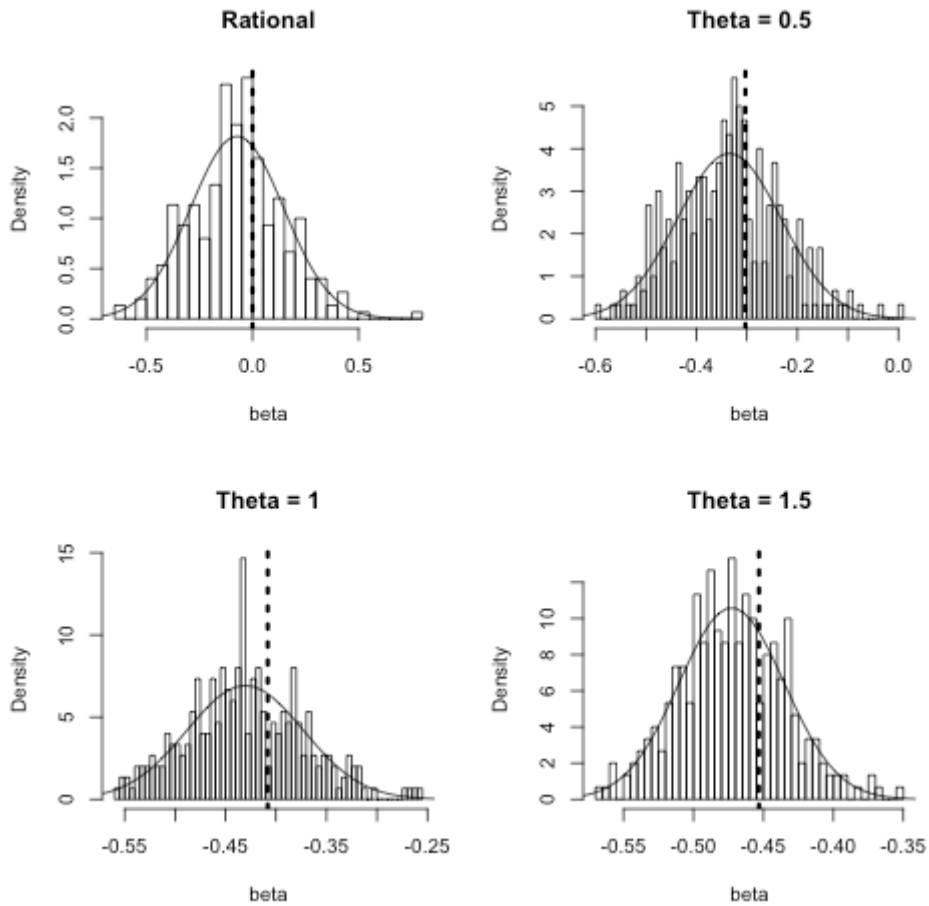 Rational
Density
2.0
1.5
1.0
0.5
0.0
-0.5 0.0 0.5
beta
Theta = 0.5
Density
5
4
3
2
1
0
-0.6 -0.4 -0.2 0.0
beta
Theta = 1
Density
15
10
5
0
-0.55 -0.45 -0.35 -0.25
beta
Theta = 1.5
Density
10
8
6
4
2
0
-0.55 -0.50 -0.45 -0.40 -0.35
beta